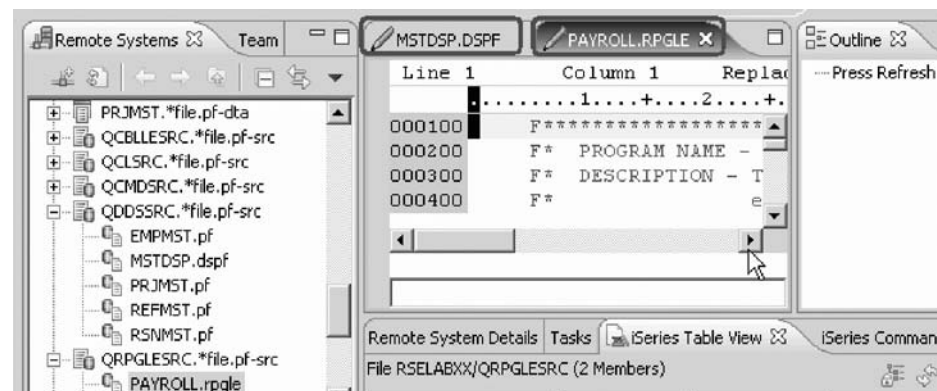 Remote Systems Team
PRJMST.*file.pf-dta
QCBLLESRC.*file.pf-src
QCLSRC.*file.pf-src
QCMDSRC.*file.pf-src
QDDSSRC.*file.pf-src
EMPMST.pf
MSTDSP.dspf
PRJMST.pf
REFMST.pf
RSNMST.pf
QRPGLESRC.*file.pf-src
PAYROLL.rpgle
MSTDSP.DSPF PAYROLL.RPGLE
Line 1 Column 1 Replac
.........1....+....2....+.
000100 F*******************
000200 F* PROGRAM NAME -
000300 F* DESCRIPTION - T
000400 F* e
Remote System Details Tasks iSeries Table View iSeries Comman
File RSELABXX/QRPGLESRC (2 Members)
Outline
Press Refresh